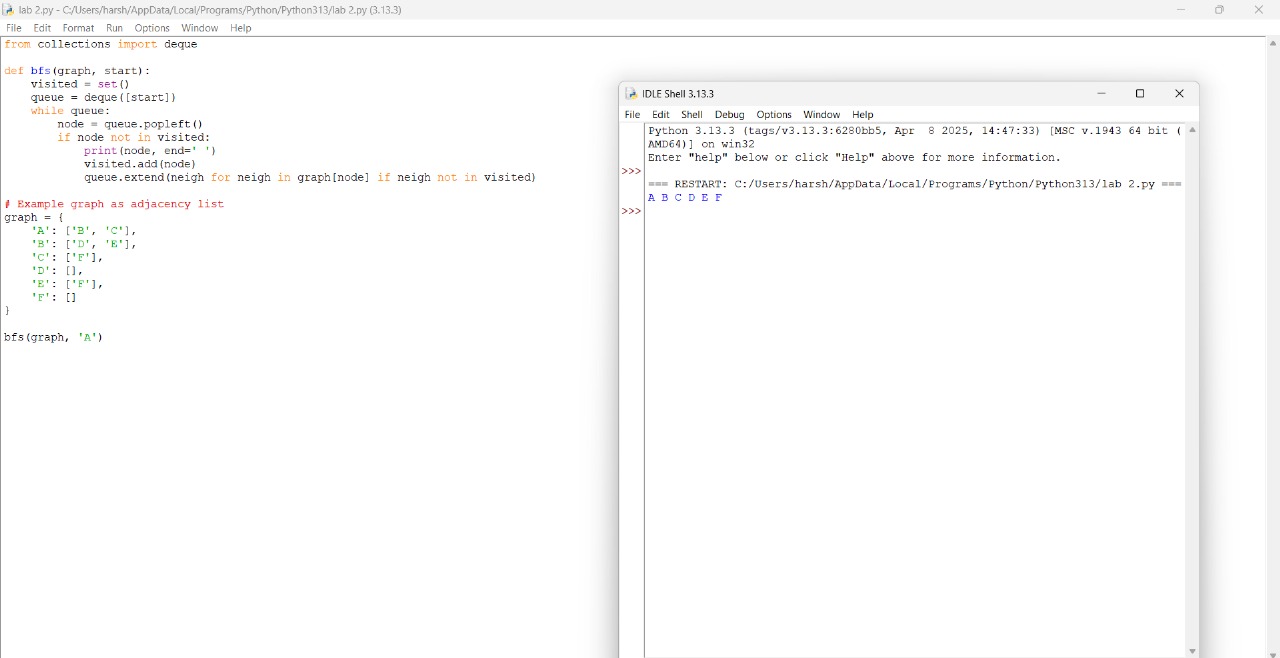 lab 2.py - C:/Users/harsh/AppData/Local/Programs/Python/Python313/lab 2.py (3.13.3)
File Edit Format Run Options Window Help
from collections import deque
def bfs(graph, start):
    visited = set()
    queue = deque([start])
    while queue:
        node = queue.popleft()
        if node not in visited:
            print(node, end=' ')
            visited.add(node)
            queue.extend(neigh for neigh in graph[node] if neigh not in visited)
# Example graph as adjacency list
graph = {
    'A': ['B', 'C'],
    'B': ['D', 'E'],
    'C': ['F'],
    'D': [],
    'E': ['F'],
    'F': []
}
bfs(graph, 'A')
IDLE Shell 3.13.3
File Edit Shell Debug Options Window Help
Python 3.13.3 (tags/v3.13.3:6280bb5, Apr  8 2025, 14:47:33) [MSC v.1943 64 bit (
AMD64)] on win32
Enter "help" below or click "Help" above for more information.
>>>
=== RESTART: C:/Users/harsh/AppData/Local/Programs/Python/Python313/lab 2.py ===
A B C D E F
>>>